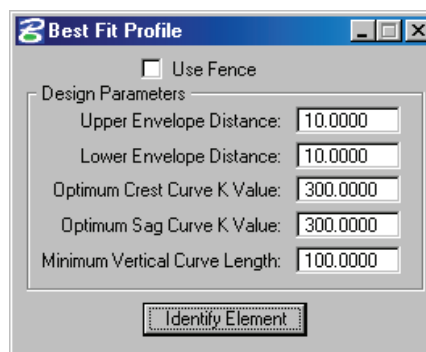 Best Fit Profile
Use Fence
Design Parameters
Upper Envelope Distance: 10.0000
Lower Envelope Distance: 10.0000
Optimum Crest Curve K Value: 300.0000
Optimum Sag Curve K Value: 300.0000
Minimum Vertical Curve Length: 100.0000
Identify Element